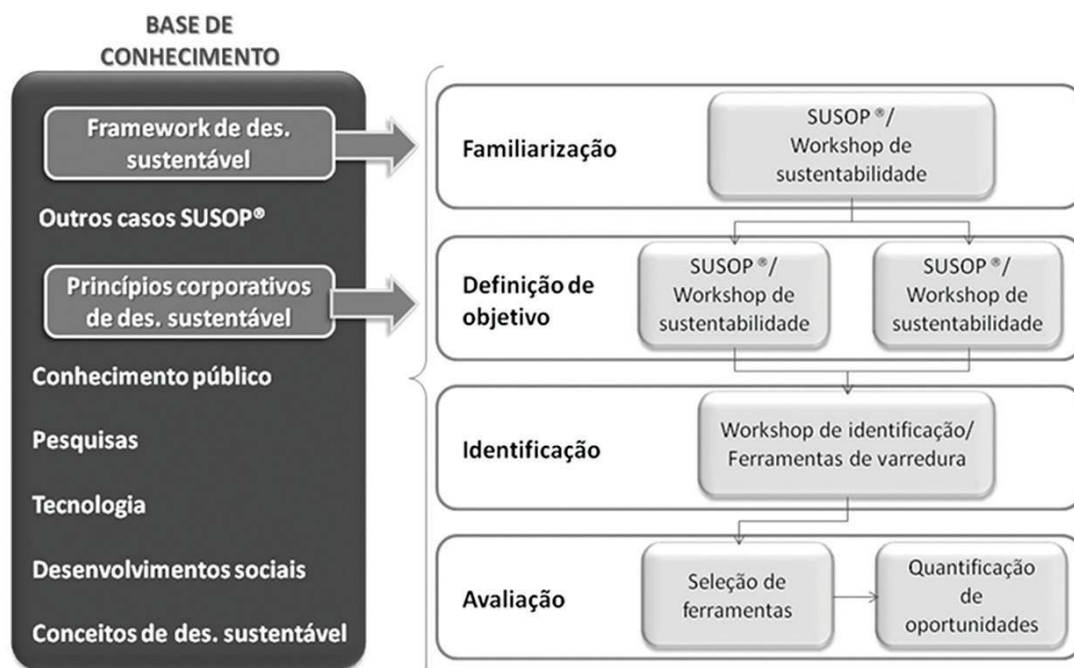 BASE DE
CONHECIMENTO
Framework de des.
sustentável
Outros casos SUSOP®
Princípios corporativos
de des. sustentável
Conhecimento público
Pesquisas
Tecnologia
Desenvolvimentos sociais
Conceitos de des. sustentável
Familiarização
SUSOP ®/
Workshop de
sustentabilidade
Definição de
objetivo
SUSOP ®/
Workshop de
sustentabilidade
SUSOP ®/
Workshop de
sustentabilidade
Identificação
Workshop de identificação/
Ferramentas de varredura
Avaliação
Seleção de
ferramentas
Quantificação
de
oportunidades